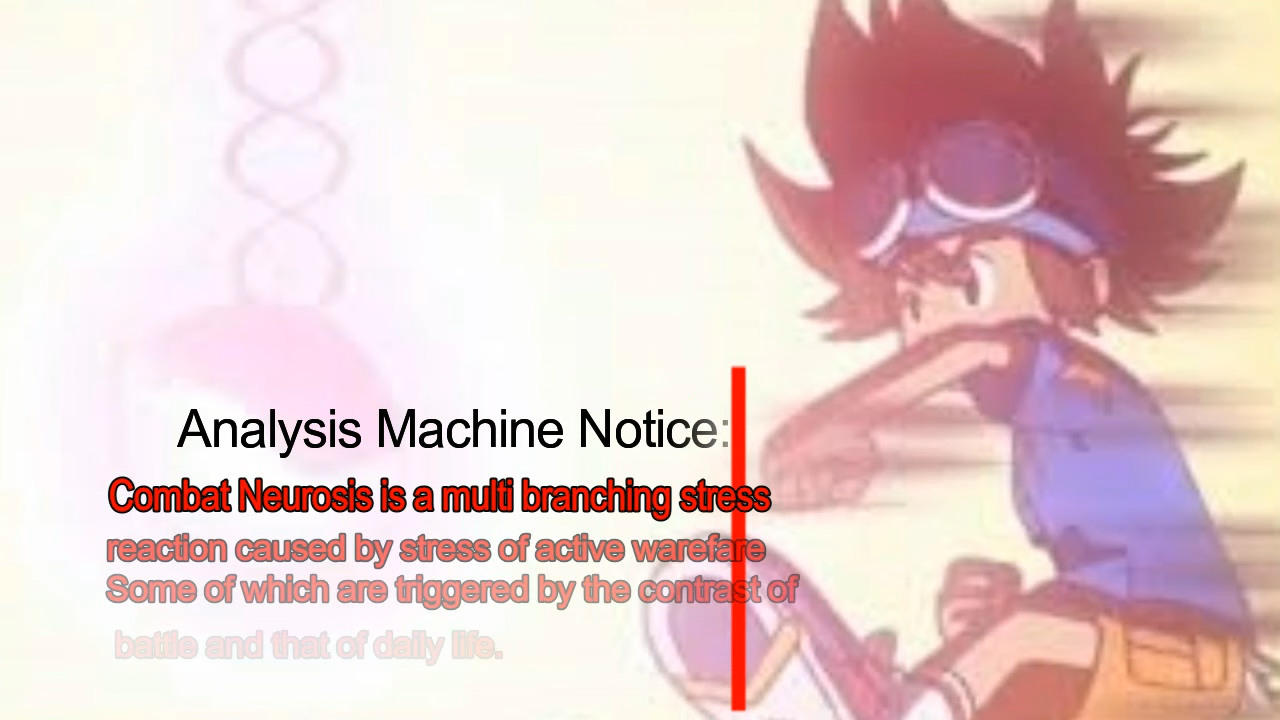 Analysis Machine Notice:
Combat Neurosis is a multi branching stress
reaction caused by stress of active warefare
Some of which are triggered by the contrast of
battle and that of daily life.